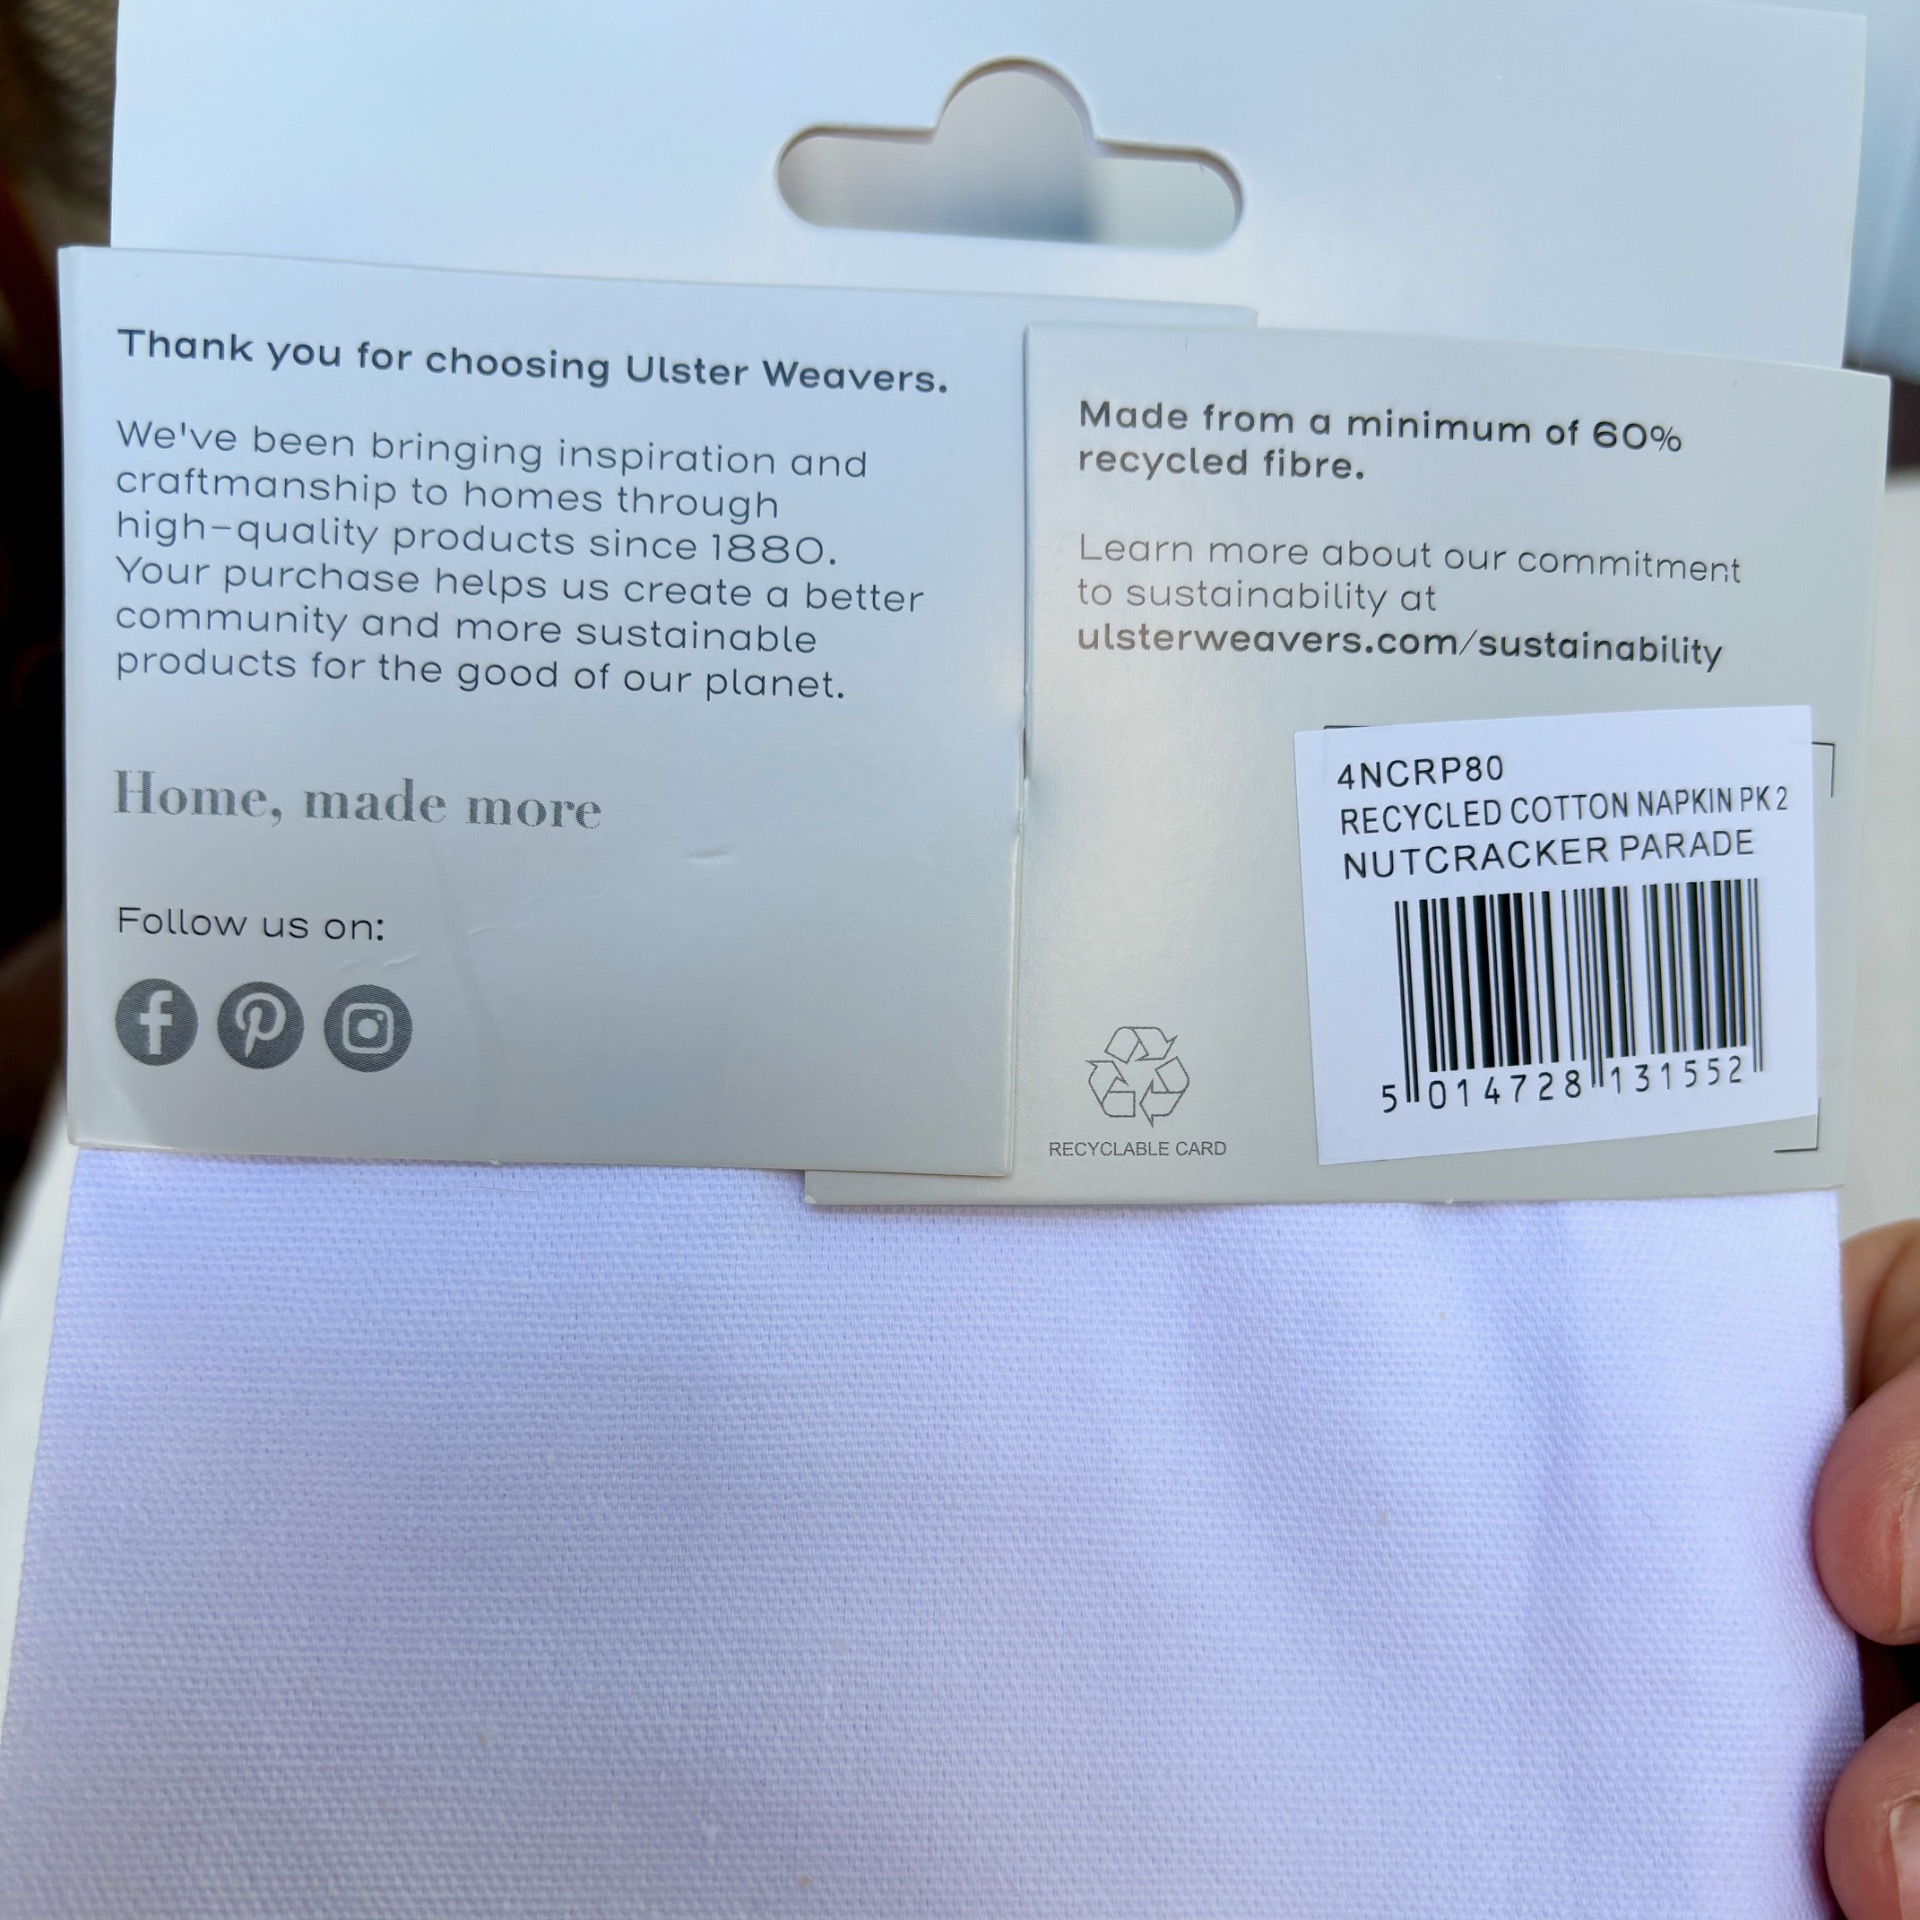 Thank you for choosing Ulster Weavers.
We've been bringing inspiration and
craftmanship to homes through
high-quality products since 1880.
Your purchase helps us create a better
community and more sustainable
products for the good of our planet.
Home, made more
Follow us on:
Made from a minimum of 60%
recycled fibre.
Learn more about our commitment
to sustainability at
ulsterweavers.com/sustainability
4NCRP80
RECYCLED COTTON NAPKIN PK 2
NUTCRACKER PARADE
5 014728 131552
RECYCLABLE CARD